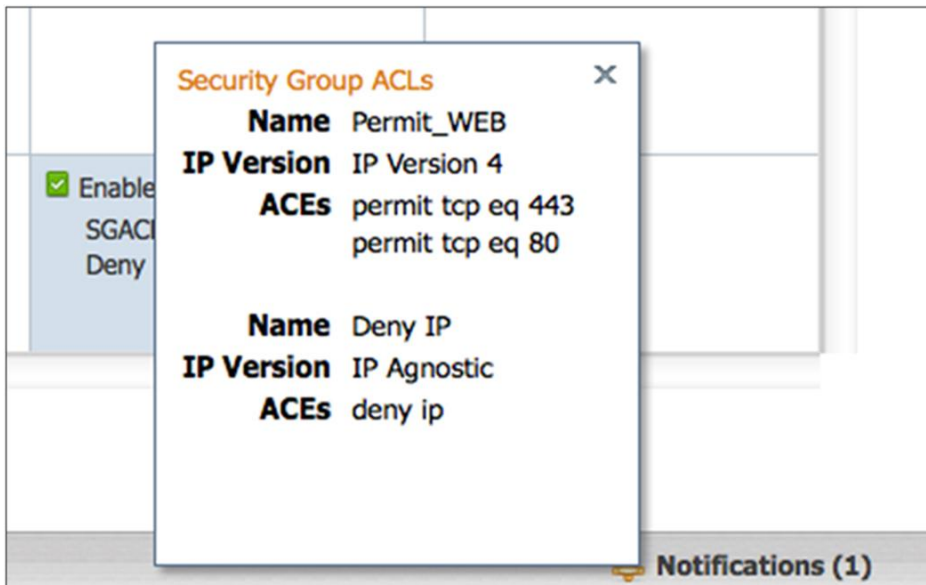 Security Group ACLs
Name Permit_WEB
IP Version IP Version 4
ACEs permit tcp eq 443
permit tcp eq 80
Name Deny IP
IP Version IP Agnostic
ACEs deny ip
Enable
Deny
Notifications (1)